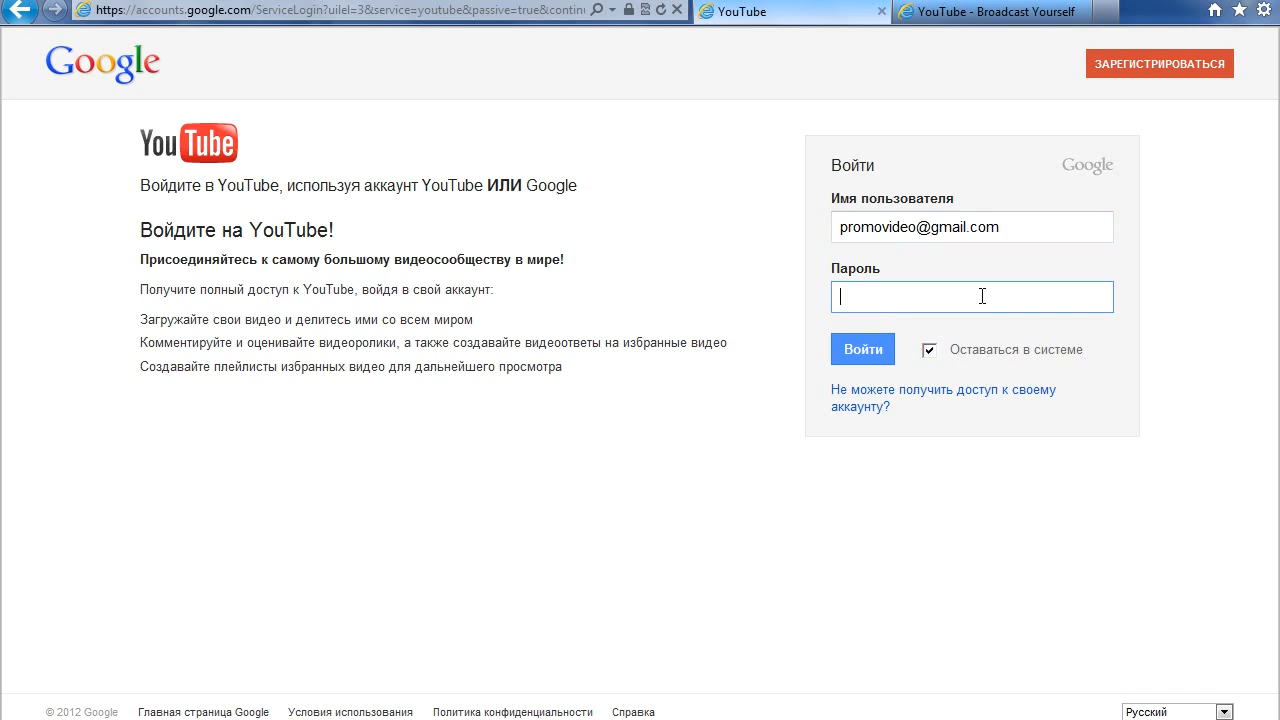 https://accounts.google.com/ServiceLogin?uilel=3&service=youtube&passive=true&contin
YouTube
YouTube - Broadcast Yourself
Google
ЗАРЕГИСТРИРОВАТЬСЯ
YouTube
Войдите в YouTube, используя аккаунт YouTube ИЛИ Google
Войдите на YouTube!
Присоединяйтесь к самому большому видеосообществу в мире!
Получите полный доступ к YouTube, войдя в свой аккаунт:
Загружайте свои видео и делитесь ими со всем миром
Комментируйте и оценивайте видеоролики, а также создавайте видеоответы на избранные видео
Создавайте плейлисты избранных видео для дальнейшего просмотра
Войти Google
Имя пользователя
promovideo@gmail.com
Пароль
Войти Оставаться в системе
Не можете получить доступ к своему
аккаунту?
© 2012 Google Главная страница Google Условия использования Политика конфиденциальности Справка
Русский